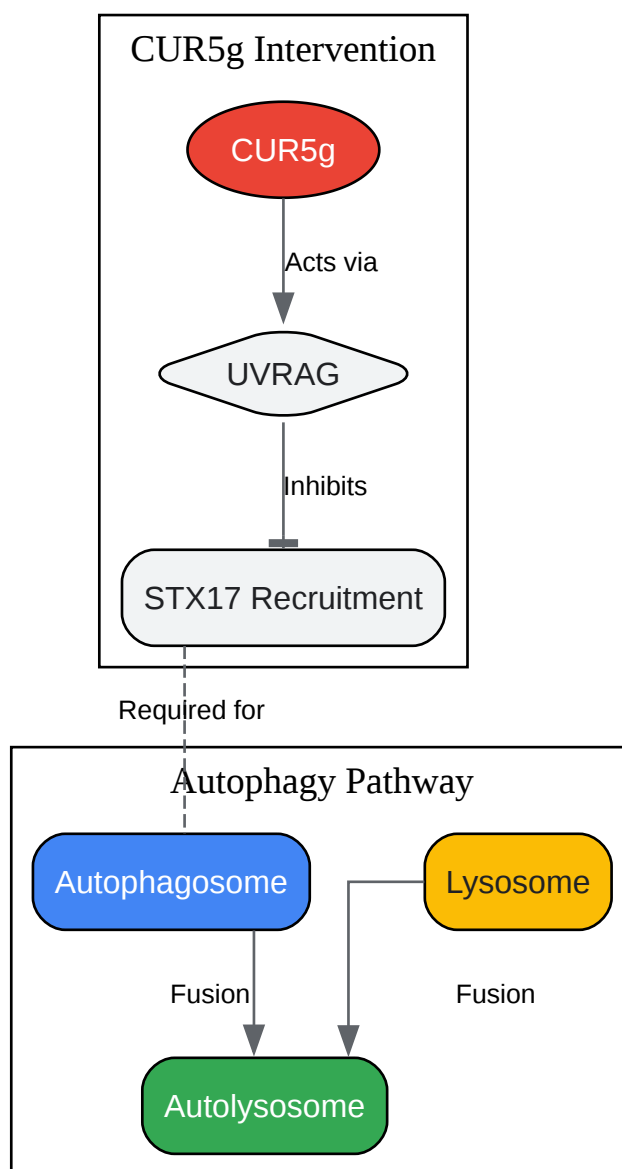 CUR5g Intervention
CUR5g
Acts via
UVRAG
Inhibits
STX17 Recruitment
Required for
Autophagy Pathway
Autophagosome
Lysosome
Fusion
Fusion
Autolysosome